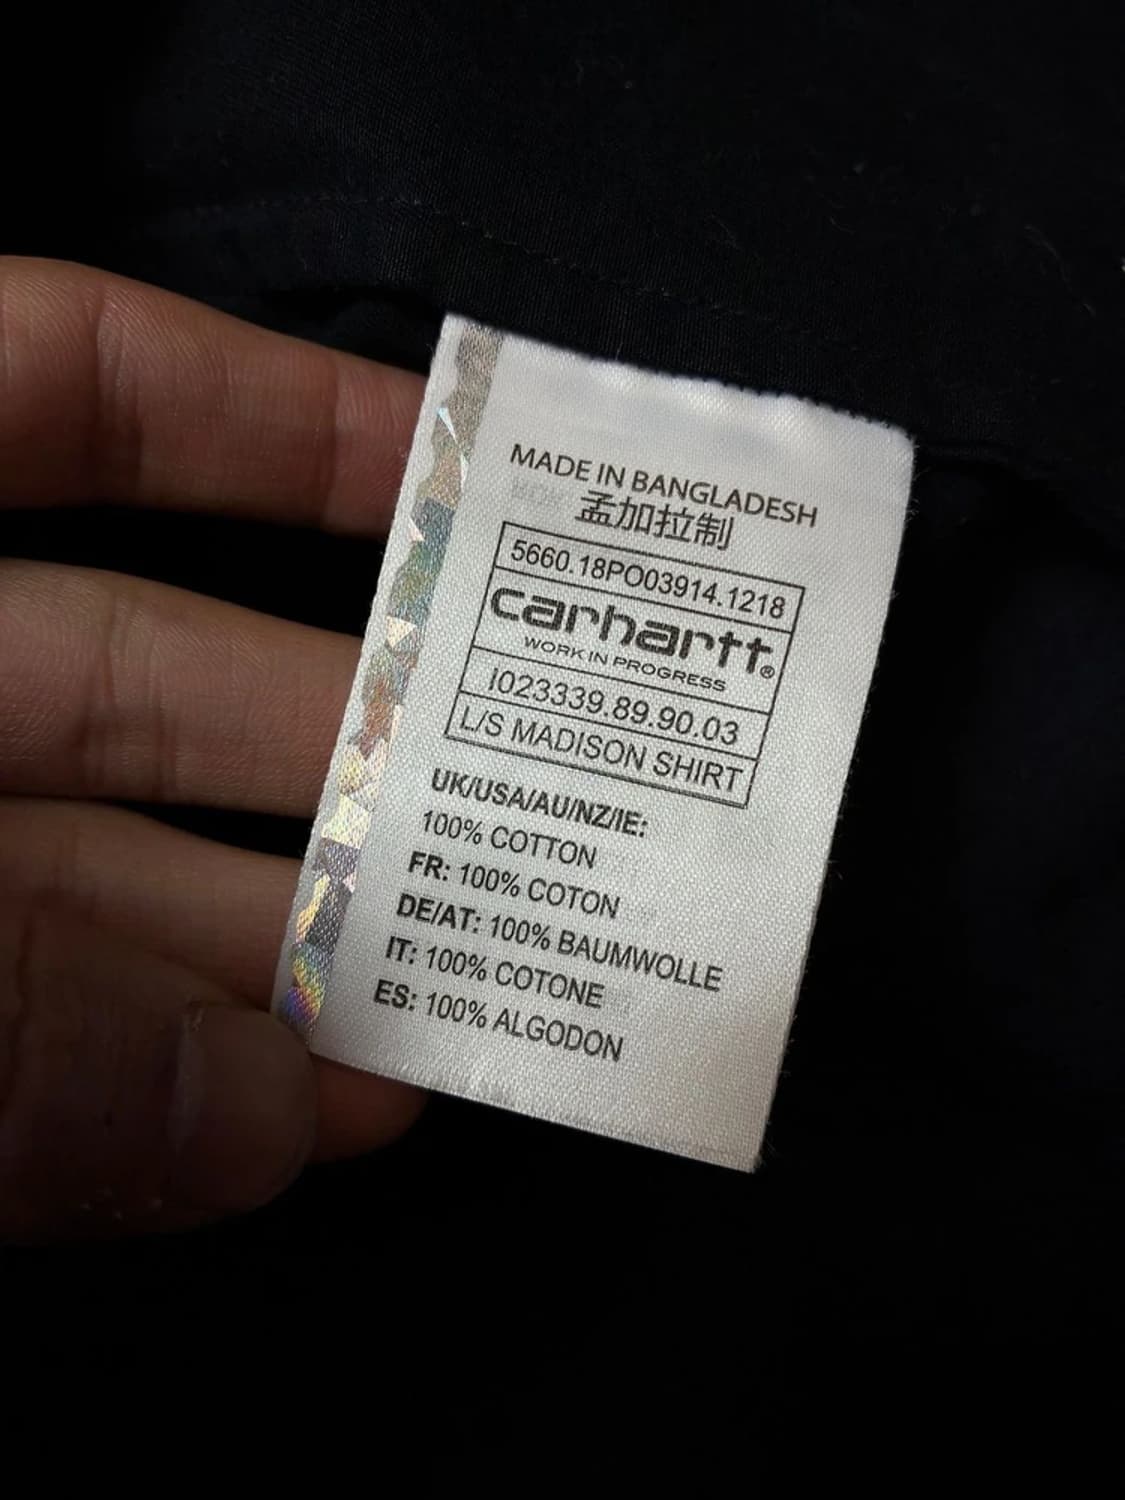 MADE IN BANGLADESH
孟加拉制
5660.18PO03914.1218
carhartt®
WORK IN PROGRESS
I023339.89.90.03
L/S MADISON SHIRT
UK/USA/AU/NZ/IE:
100% COTTON
FR: 100% COTON
DE/AT: 100% BAUMWOLLE
IT: 100% COTONE
ES: 100% ALGODON